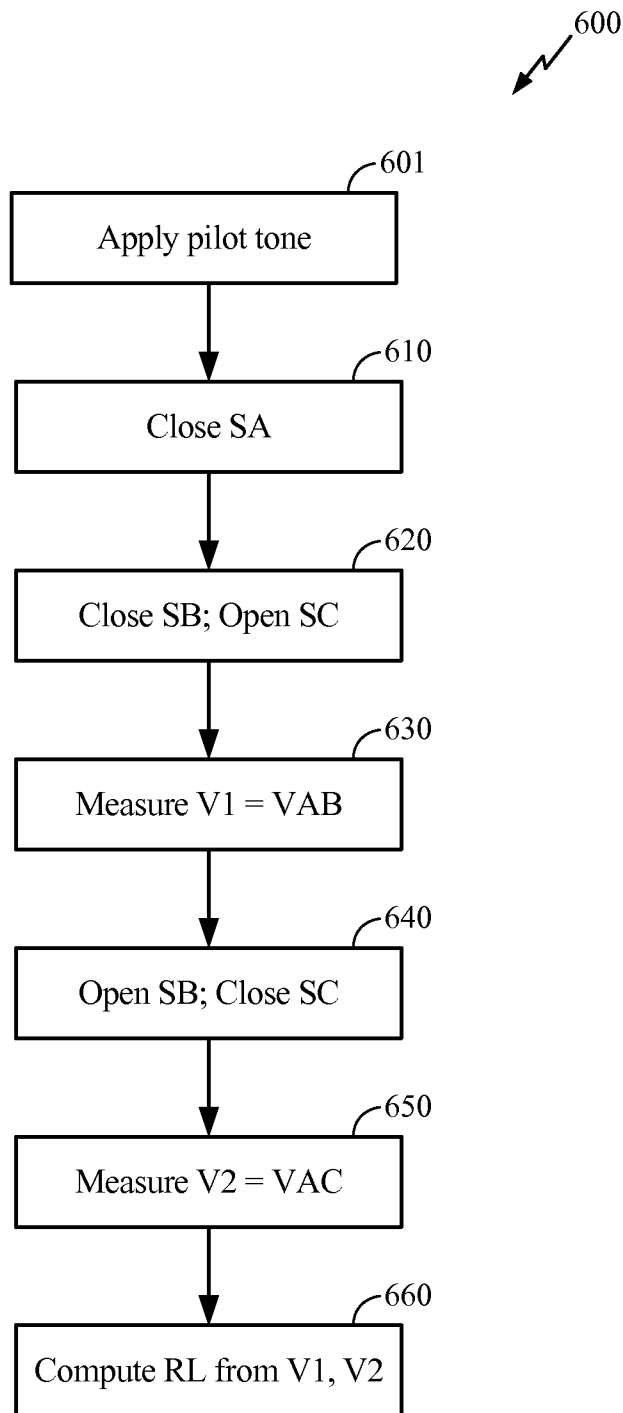 600
601
Apply pilot tone
610
Close SA
620
Close SB; Open SC
630
Measure V1 = VAB
640
Open SB; Close SC
650
Measure V2 = VAC
660
Compute RL from V1, V2